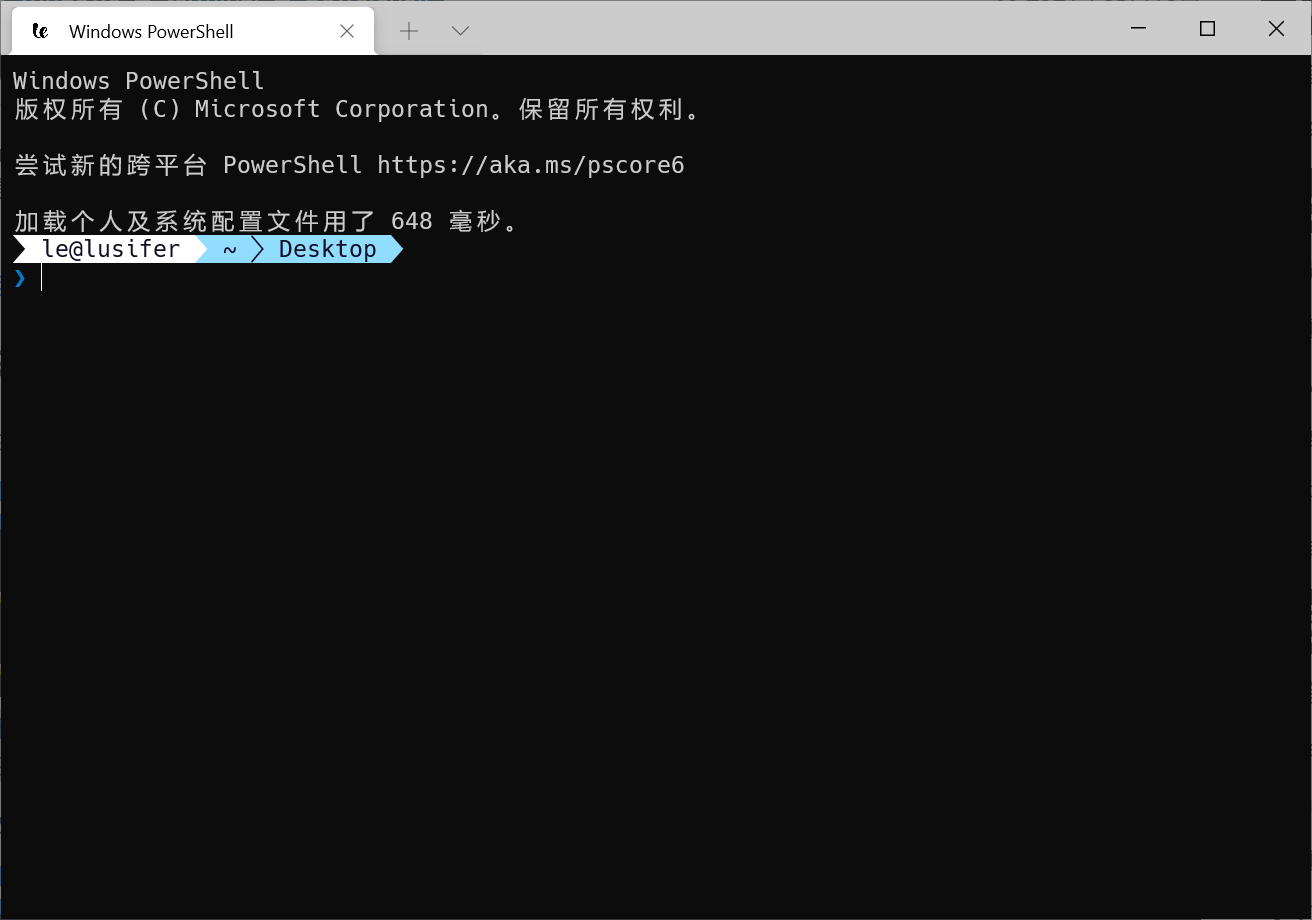 le Windows PowerShell
Windows PowerShell
版权所有 (C) Microsoft Corporation。保留所有权利。
尝试新的跨平台 PowerShell https://aka.ms/pscore6
加载个人及系统配置文件用了 648 毫秒。
le@lusifer ~ Desktop
❯